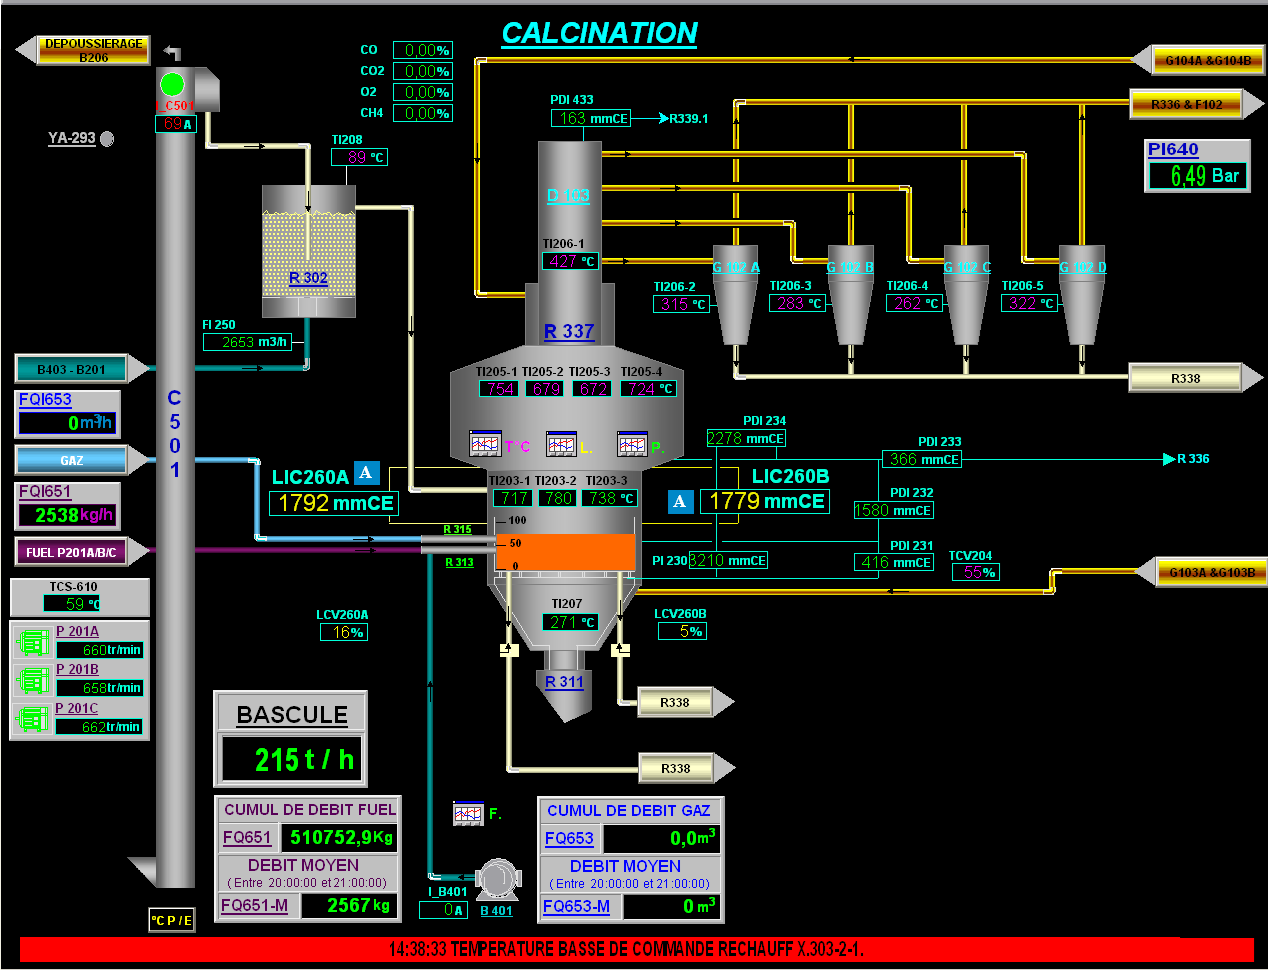 CALCINATION
DEPOUSSIERAGE
B206
CO 0,00%
CO2 0,00%
O2 0,00%
CH4 0,00%
G104A &G104B
R336 & F102
PI640
6,49 Bar
I_C501
69 A
YA-293
TI208
89 °C
PDI 433
163 mmCE
R339.1
D 103
TI206-1
427 °C
G 102 A
G 102 B
G 102 C
G 102 D
R 302
TI206-2
315 °C
TI206-3
283 °C
TI206-4
262 °C
TI206-5
322 °C
FI 250
2653 m3/h
R 337
B403 - B201
TI205-1 TI205-2 TI205-3 TI205-4
754 679 672 724 °C
R338
FQI653
0 m³/h
C
5
0
1
T°C
L.
P.
PDI 234
2278 mmCE
PDI 233
366 mmCE
R 336
GAZ
LIC260A A
1792 mmCE
TI203-1 TI203-2 TI203-3
717 780 738 °C
LIC260B
A 1779 mmCE
PDI 232
1580 mmCE
FQI651
2538 kg/h
100
50
0
R 315
R 313
FUEL P201A/B/C
PI 230 3210 mmCE
PDI 231
416 mmCE
TCV204
55%
G103A &G103B
TCS-610
59 °C
LCV260A
16%
TI207
271 °C
LCV260B
5%
P 201A
660 tr/min
P 201B
658 tr/min
P 201C
662 tr/min
R 311
R338
R338
BASCULE
215 t / h
CUMUL DE DEBIT FUEL
FQ651 510752,9 Kg
DEBIT MOYEN
(Entre 20:00:00 et 21:00:00)
FQ651-M 2567 kg
F.
I_B401
0 A
B 401
CUMUL DE DEBIT GAZ
FQ653 0,0 m³
DEBIT MOYEN
(Entre 20:00:00 et 21:00:00)
FQ653-M 0 m³
°C P / E
14:38:33 TEMPERATURE BASSE DE COMMANDE RECHAUFF X.303-2-1.